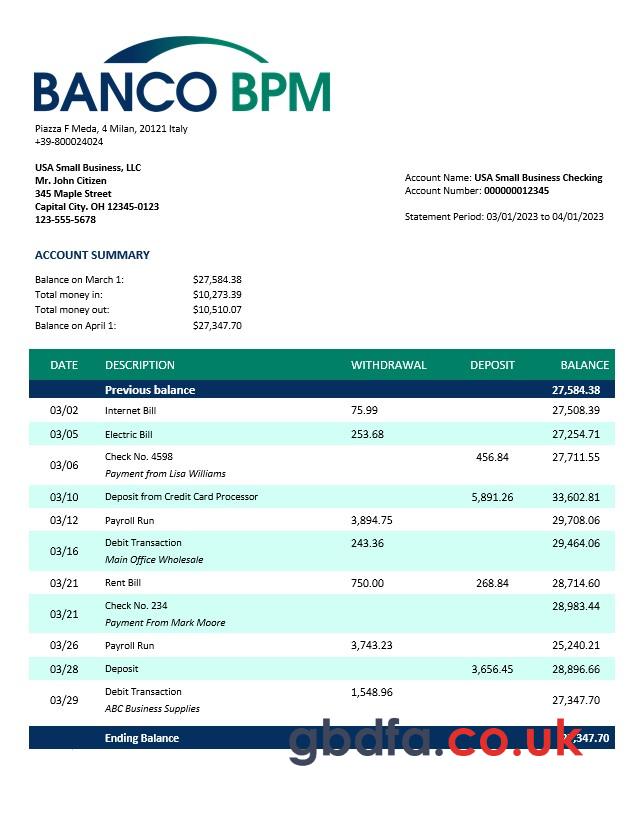 BANCO BPM
Piazza F Meda, 4 Milan, 20121 Italy
+39-800024024
USA Small Business, LLC
Mr. John Citizen
345 Maple Street
Capital City. OH 12345-0123
123-555-5678
Account Name: USA Small Business Checking
Account Number: 000000012345
Statement Period: 03/01/2023 to 04/01/2023
ACCOUNT SUMMARY
Balance on March 1: $27,584.38
Total money in: $10,273.39
Total money out: $10,510.07
Balance on April 1: $27,347.70
DATE DESCRIPTION WITHDRAWAL DEPOSIT BALANCE
Previous balance 27,584.38
03/02 Internet Bill 75.99 27,508.39
03/05 Electric Bill 253.68 27,254.71
03/06 Check No. 4598 456.84 27,711.55
Payment from Lisa Williams
03/10 Deposit from Credit Card Processor 5,891.26 33,602.81
03/12 Payroll Run 3,894.75 29,708.06
03/16 Debit Transaction 243.36 29,464.06
Main Office Wholesale
03/21 Rent Bill 750.00 268.84 28,714.60
03/21 Check No. 234 28,983.44
Payment From Mark Moore
03/26 Payroll Run 3,743.23 25,240.21
03/28 Deposit 3,656.45 28,896.66
03/29 Debit Transaction 1,548.96 27,347.70
ABC Business Supplies
Ending Balance 27,347.70
gbdfa.co.uk